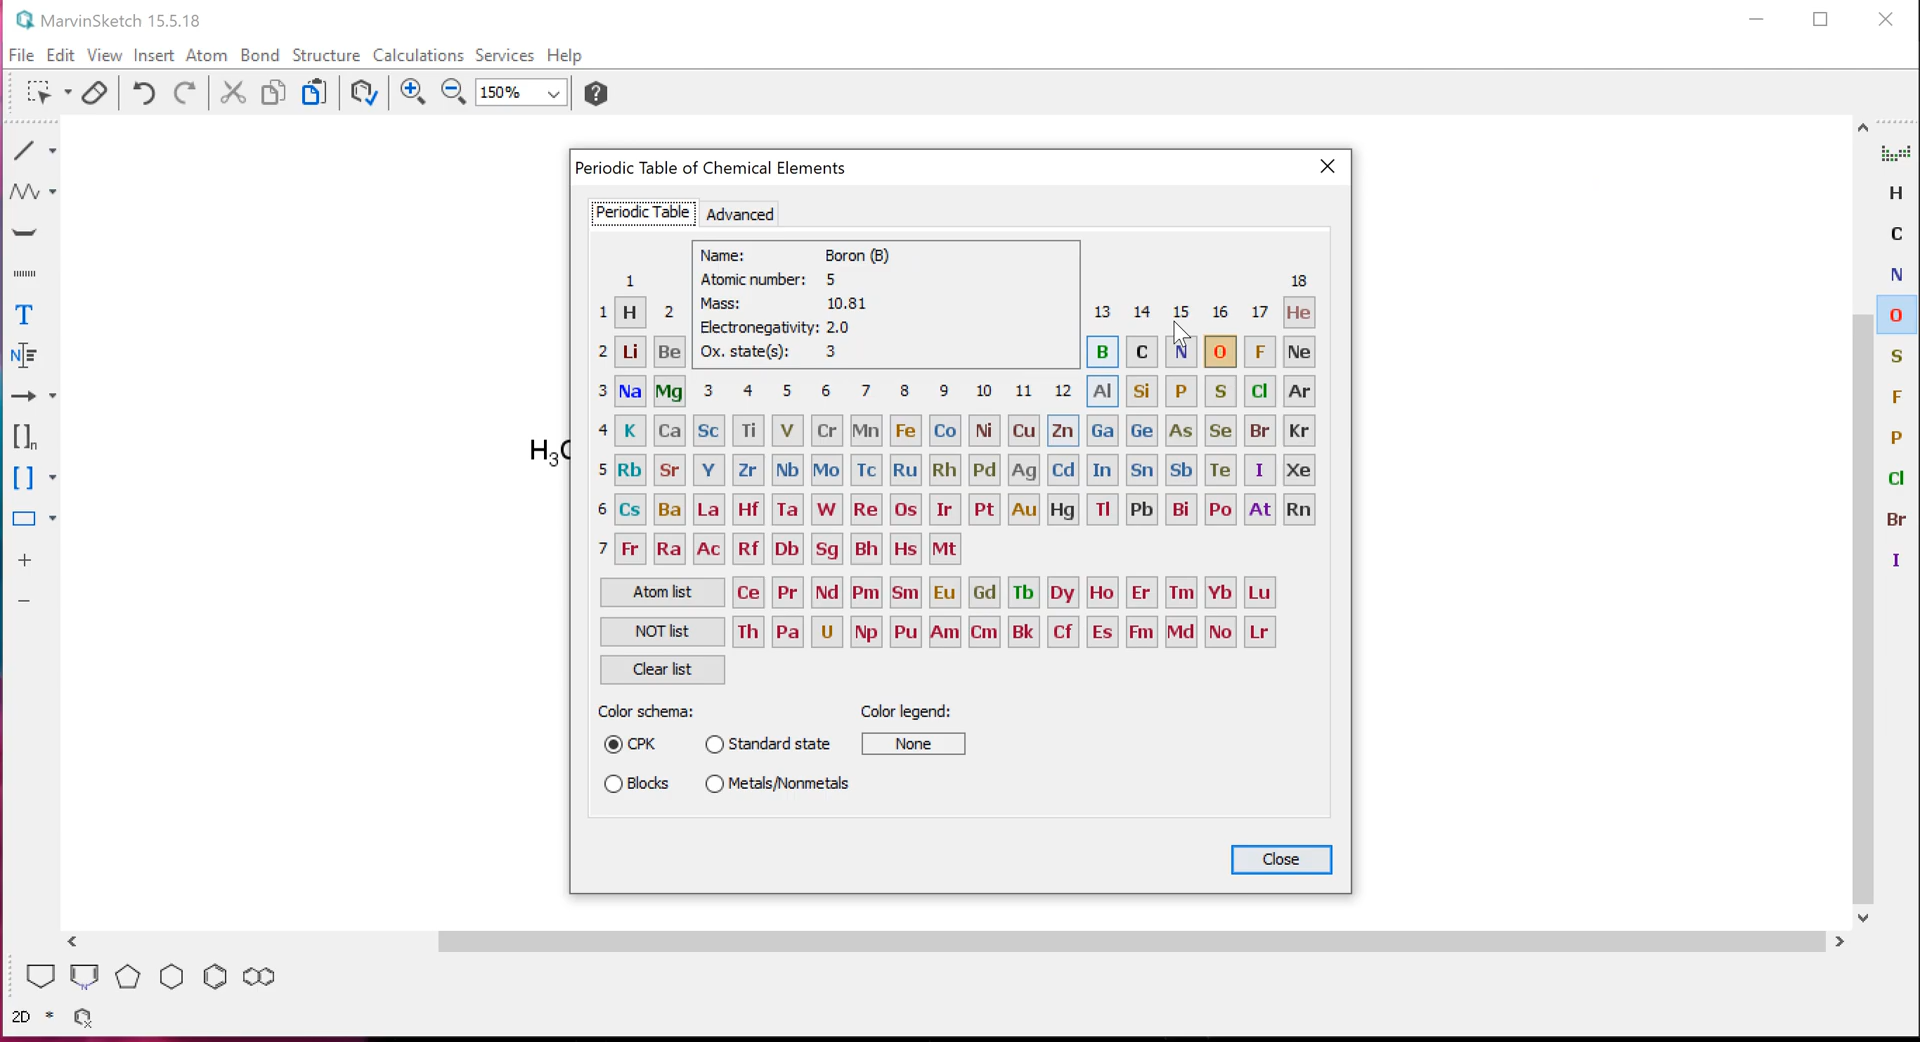 MarvinSketch 15.5.18
File Edit View Insert Atom Bond Structure Calculations Services Help
150%
Periodic Table of Chemical Elements
Periodic Table Advanced
Name: Boron (B)
Atomic number: 5
Mass: 10.81
Electronegativity: 2.0
Ox. state(s): 3
1 18
1 H 2 13 14 15 16 17 He
2 Li Be B C N O F Ne
3 Na Mg 3 4 5 6 7 8 9 10 11 12 Al Si P S Cl Ar
4 K Ca Sc Ti V Cr Mn Fe Co Ni Cu Zn Ga Ge As Se Br Kr
5 Rb Sr Y Zr Nb Mo Tc Ru Rh Pd Ag Cd In Sn Sb Te I Xe
6 Cs Ba La Hf Ta W Re Os Ir Pt Au Hg Tl Pb Bi Po At Rn
7 Fr Ra Ac Rf Db Sg Bh Hs Mt
Atom list Ce Pr Nd Pm Sm Eu Gd Tb Dy Ho Er Tm Yb Lu
NOT list Th Pa U Np Pu Am Cm Bk Cf Es Fm Md No Lr
Clear list
Color schema: Color legend:
CPK Standard state None
Blocks Metals/Nonmetals
Close
H3C
T
N
[ ]n
[ ]
H
C
N
O
S
F
P
Cl
Br
I
N
2D *